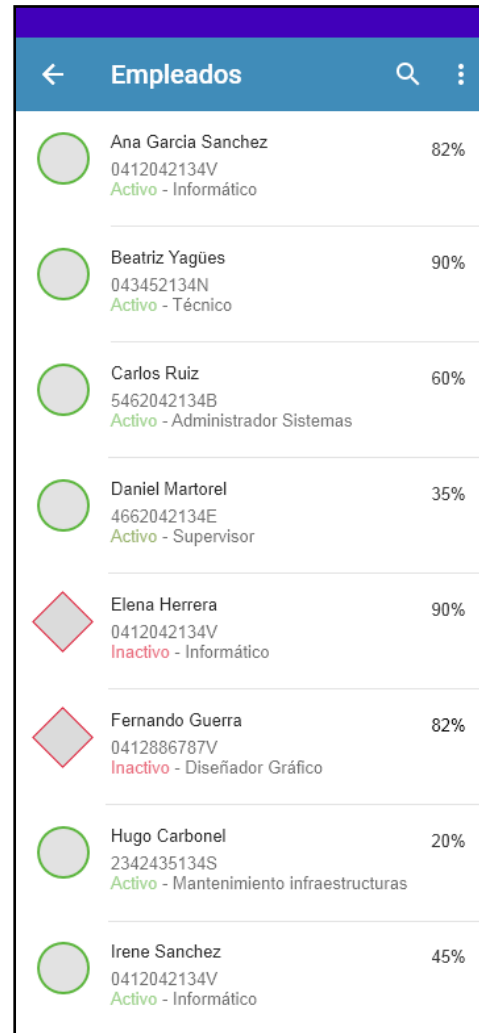 Empleados
Ana Garcia Sanchez
82%
0412042134V
Activo - Informático
Beatriz Yagües
90%
043452134N
Activo - Técnico
Carlos Ruiz
60%
5462042134B
Activo - Administrador Sistemas
Daniel Martorel
35%
4662042134E
Activo - Supervisor
Elena Herrera
90%
0412042134V
Inactivo - Informático
Fernando Guerra
82%
0412886787V
Inactivo - Diseñador Gráfico
Hugo Carbonel
20%
2342435134S
Activo - Mantenimiento infraestructuras
Irene Sanchez
45%
0412042134V
Activo - Informático